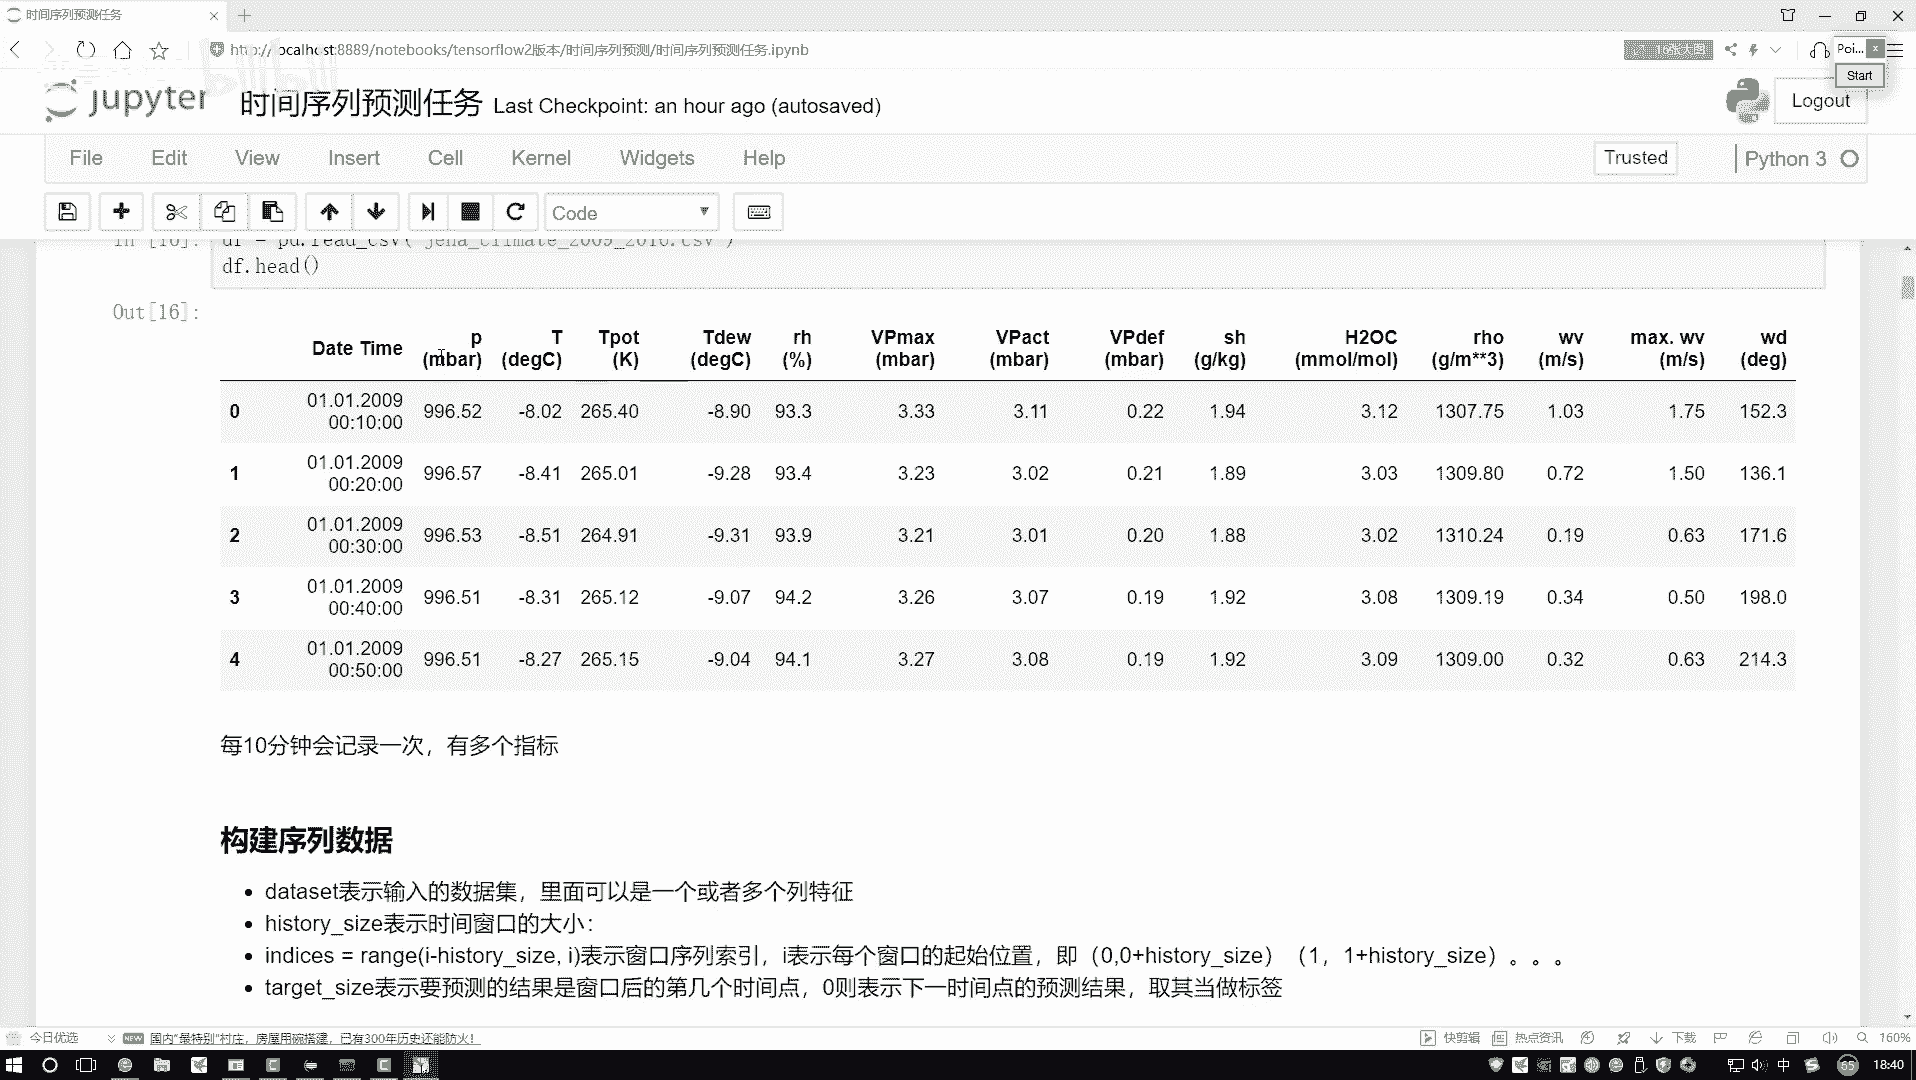 时间序列预测任务
http://localhost:8889/notebooks/tensorflow2版本/时间序列预测/时间序列预测任务.ipynb
Poi...
Start
jupyter 时间序列预测任务 Last Checkpoint: an hour ago (autosaved)
Logout
File Edit View Insert Cell Kernel Widgets Help
Trusted
Python 3
Code
In [16]: df = pd.read_csv('jena_climate_2009_2016.csv')
df.head()
Out[16]:
Date Time p (mbar) T (degC) Tpot (K) Tdew (degC) rh (%) VPmax (mbar) VPact (mbar) VPdef (mbar) sh (g/kg) H2OC (mmol/mol) rho (g/m**3) wv (m/s) max. wv (m/s) wd (deg)
0 01.01.2009 00:10:00 996.52 -8.02 265.40 -8.90 93.3 3.33 3.11 0.22 1.94 3.12 1307.75 1.03 1.75 152.3
1 01.01.2009 00:20:00 996.57 -8.41 265.01 -9.28 93.4 3.23 3.02 0.21 1.89 3.03 1309.80 0.72 1.50 136.1
2 01.01.2009 00:30:00 996.53 -8.51 264.91 -9.31 93.9 3.21 3.01 0.20 1.88 3.02 1310.24 0.19 0.63 171.6
3 01.01.2009 00:40:00 996.51 -8.31 265.12 -9.07 94.2 3.26 3.07 0.19 1.92 3.08 1309.19 0.34 0.50 198.0
4 01.01.2009 00:50:00 996.51 -8.27 265.15 -9.04 94.1 3.27 3.08 0.19 1.92 3.09 1309.00 0.32 0.63 214.3
每10分钟会记录一次，有多个指标
构建序列数据
dataset表示输入的数据集，里面可以是一个或者多个列特征
history_size表示时间窗口的大小：
indices = range(i-history_size, i)表示窗口序列索引，i表示每个窗口的起始位置，即（0,0+history_size）（1，1+history_size）。。。
target_size表示要预测的结果是窗口后的第几个时间点，0则表示下一时间点的预测结果，取其当做标签
今日优选
NEW 国内“最特别”村庄，房屋用碗搭建，已有300年历史还能防火！
快剪辑 热点资讯 下载 160%
中 65 18:40